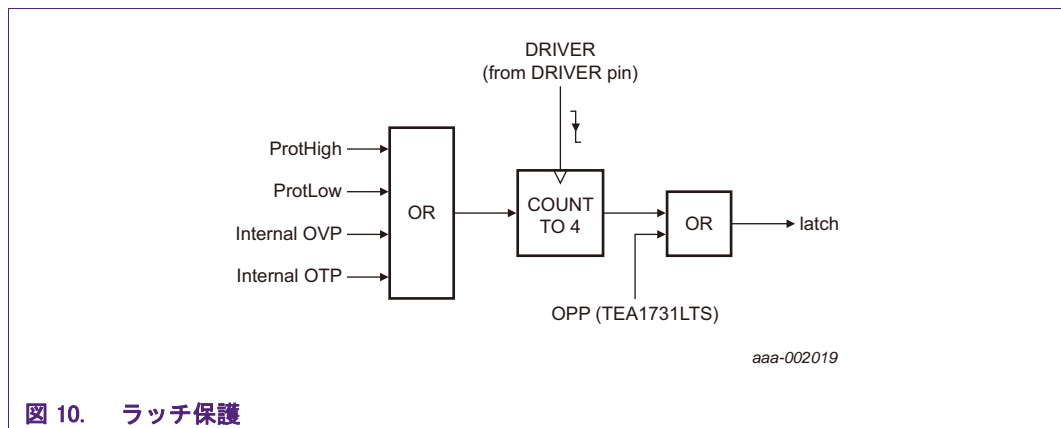 DRIVER
(from DRIVER pin)
ProtHigh
ProtLow
Internal OVP
Internal OTP
OR
COUNT
TO 4
OR
latch
OPP (TEA1731LTS)
aaa-002019
図 10. ラッチ保護